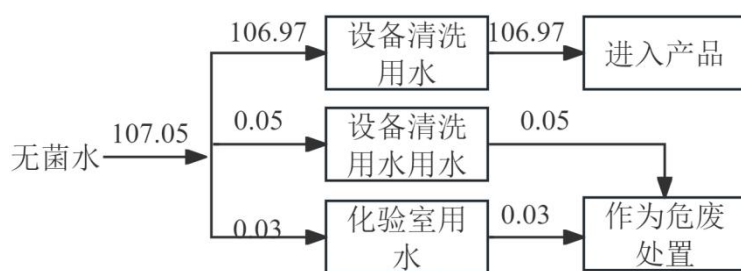 106.97
设备清洗
用水
106.97
进入产品
无菌水
107.05
0.05
设备清洗
用水用水
0.05
0.03
化验室用
水
0.03
作为危废
处置